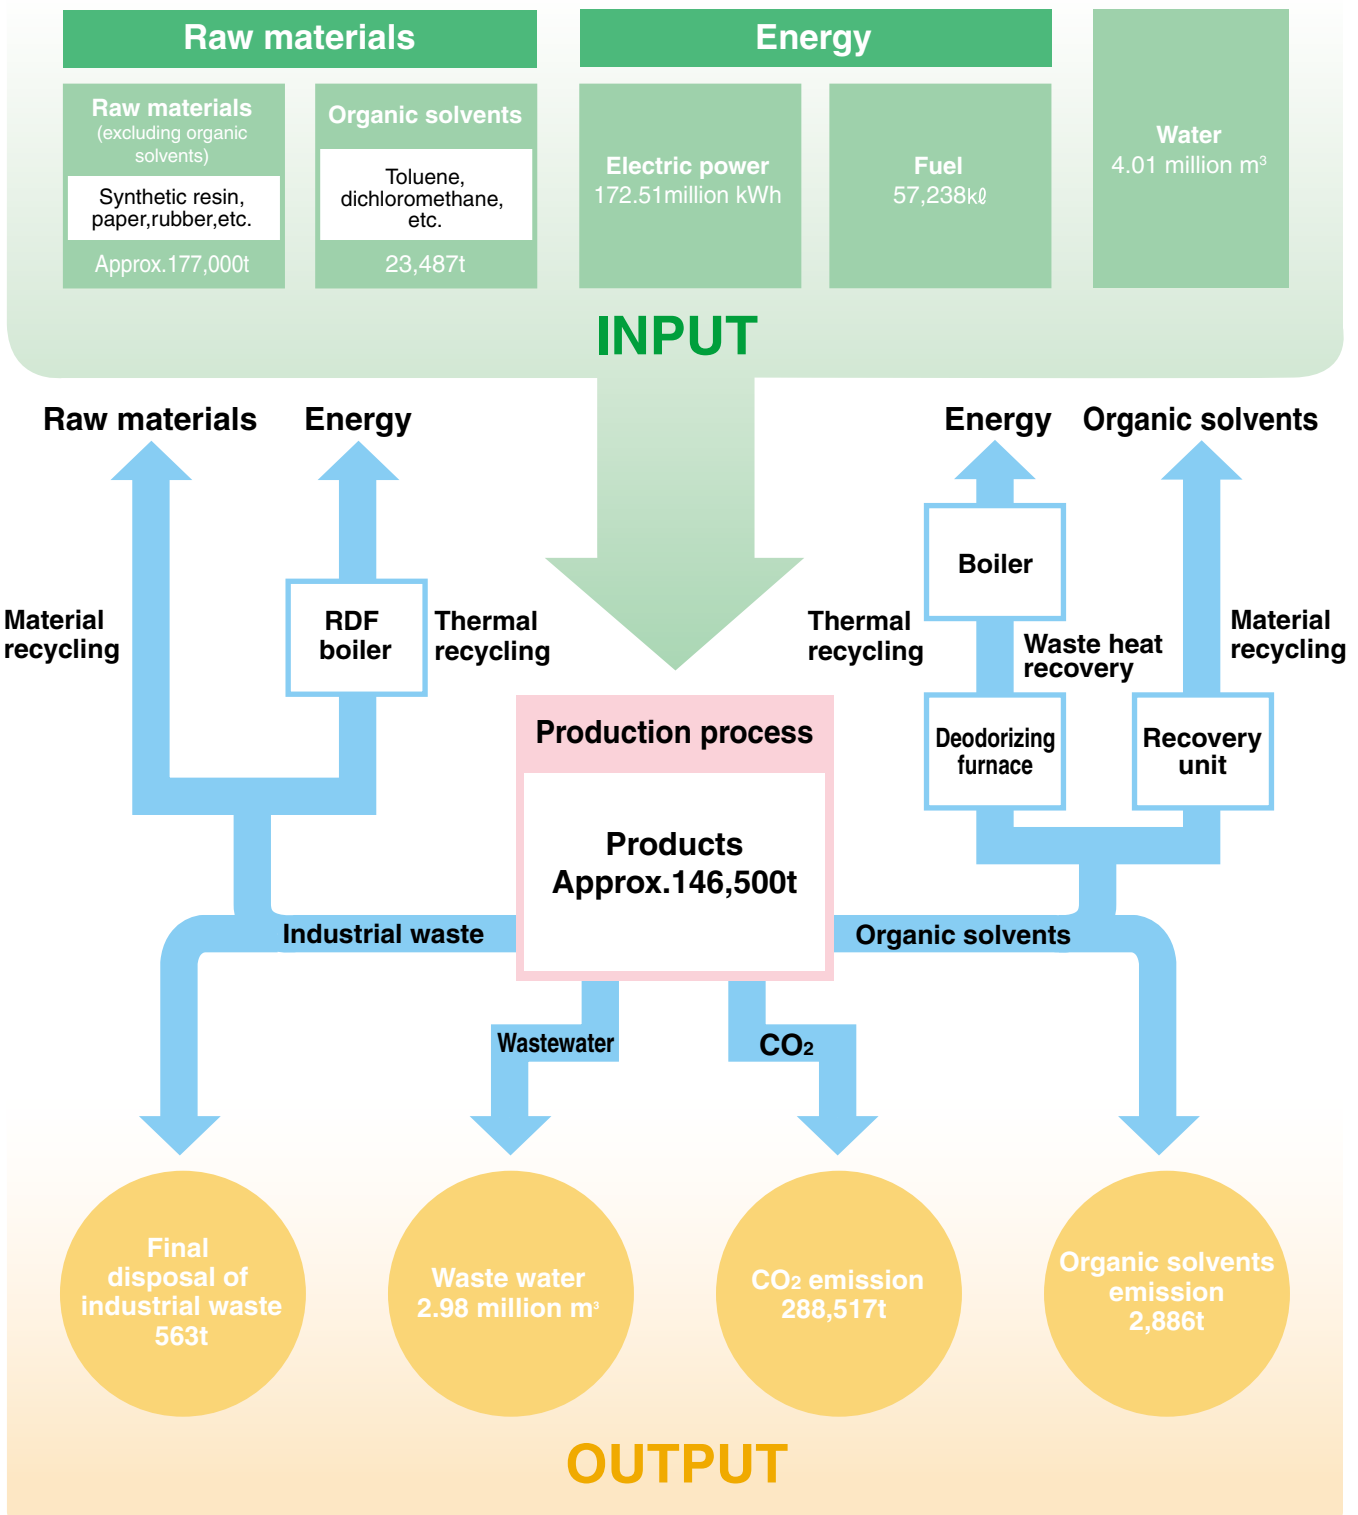 Raw materials
Energy
Raw materials
(excluding organic
solvents)
Synthetic resin,
paper,rubber,etc.
Approx.177,000t
Organic solvents
Toluene,
dichloromethane,
etc.
23,487t
Electric power
172.51million kWh
Fuel
57,238kℓ
Water
4.01 million m³
INPUT
Raw materials
Energy
Energy
Organic solvents
Material
recycling
RDF
boiler
Thermal
recycling
Thermal
recycling
Boiler
Waste heat
recovery
Material
recycling
Deodorizing
furnace
Recovery
unit
Production process
Products
Approx.146,500t
Industrial waste
Organic solvents
Wastewater
CO₂
Final
disposal of
industrial waste
563t
Waste water
2.98 million m³
CO₂ emission
288,517t
Organic solvents
emission
2,886t
OUTPUT